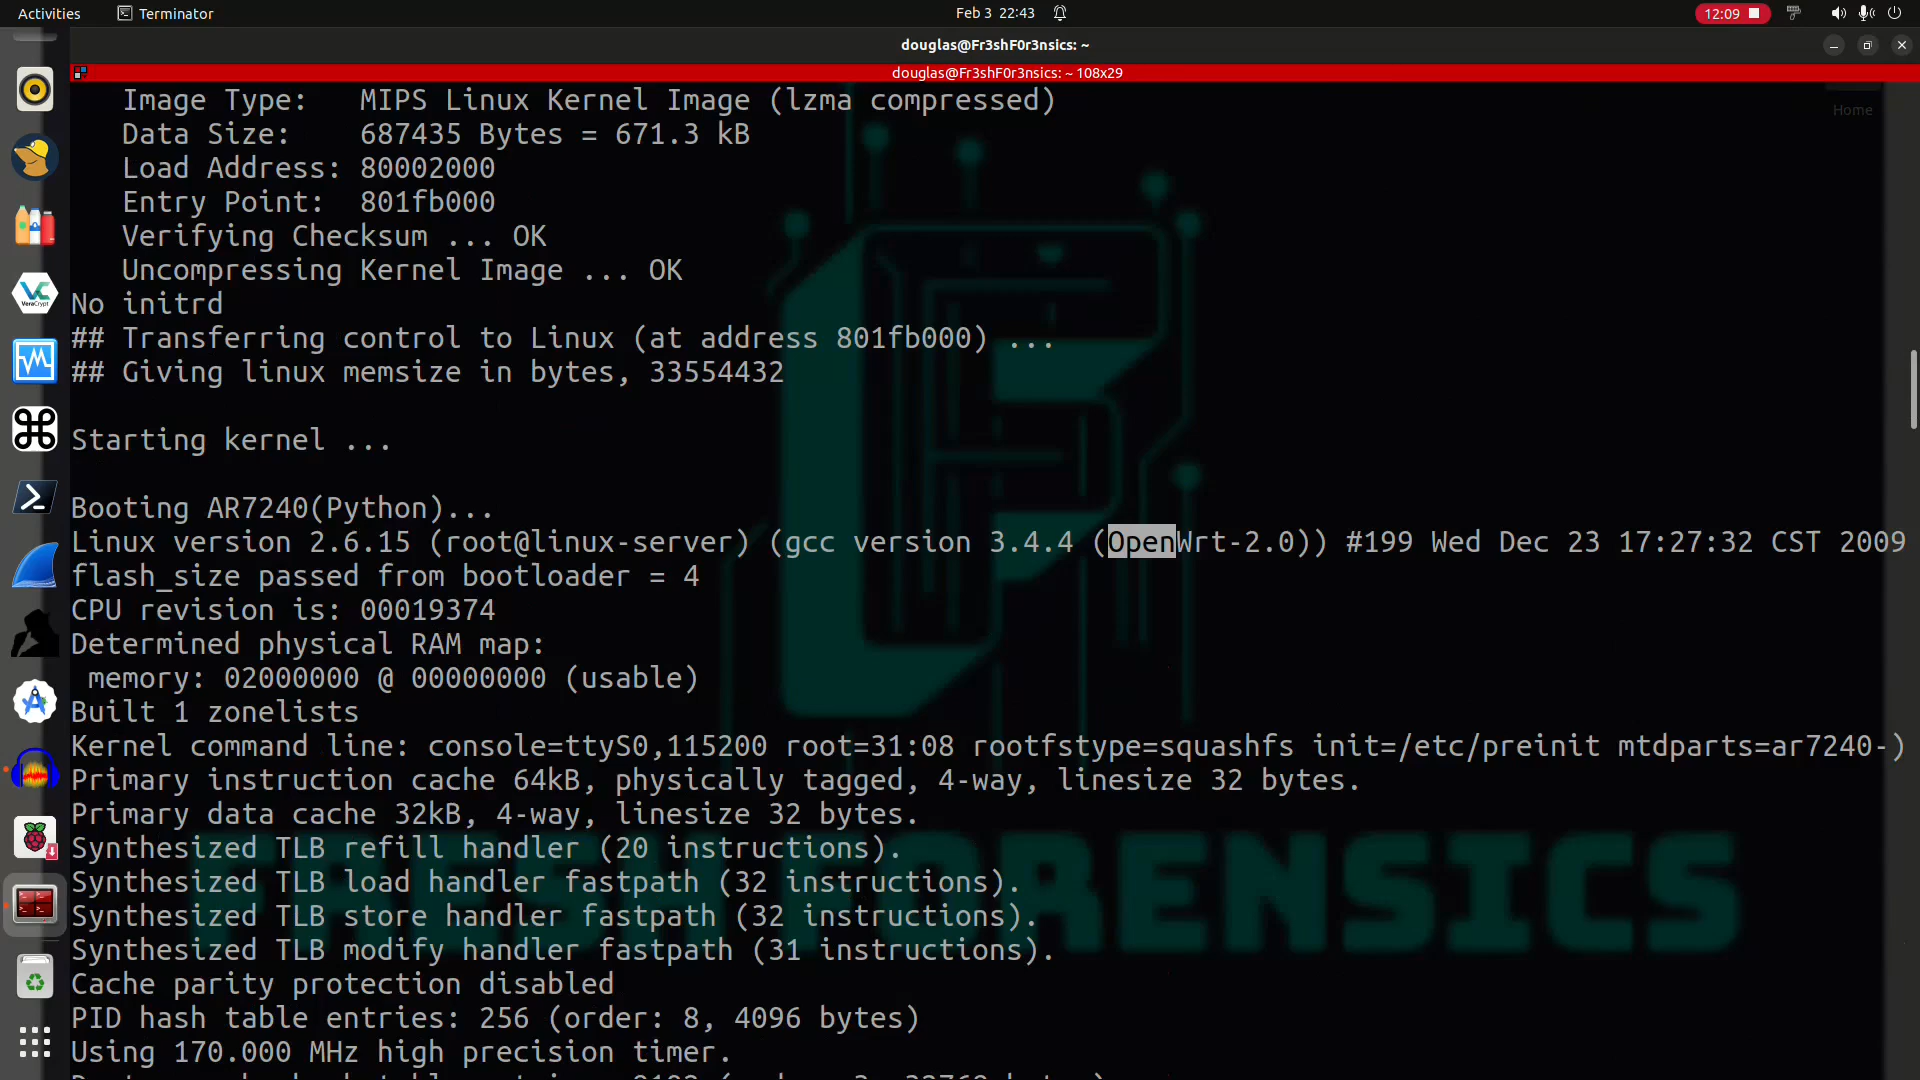 Activities
Terminator
Feb 3 22:43
12:09
douglas@Fr3shF0r3nsics: ~
douglas@Fr3shF0r3nsics: ~ 108x29
Home
Image Type:   MIPS Linux Kernel Image (lzma compressed)
Data Size:    687435 Bytes = 671.3 kB
Load Address: 80002000
Entry Point:  801fb000
Verifying Checksum ... OK
Uncompressing Kernel Image ... OK
No initrd
## Transferring control to Linux (at address 801fb000) ...
## Giving linux memsize in bytes, 33554432
Starting kernel ...
Booting AR7240(Python)...
Linux version 2.6.15 (root@linux-server) (gcc version 3.4.4 (OpenWrt-2.0)) #199 Wed Dec 23 17:27:32 CST 2009
flash_size passed from bootloader = 4
CPU revision is: 00019374
Determined physical RAM map:
memory: 02000000 @ 00000000 (usable)
Built 1 zonelists
Kernel command line: console=ttyS0,115200 root=31:08 rootfstype=squashfs init=/etc/preinit mtdparts=ar7240-)
Primary instruction cache 64kB, physically tagged, 4-way, linesize 32 bytes.
Primary data cache 32kB, 4-way, linesize 32 bytes.
Synthesized TLB refill handler (20 instructions).
Synthesized TLB load handler fastpath (32 instructions).
Synthesized TLB store handler fastpath (32 instructions).
Synthesized TLB modify handler fastpath (31 instructions).
Cache parity protection disabled
PID hash table entries: 256 (order: 8, 4096 bytes)
Using 170.000 MHz high precision timer.
FRESH FORENSICS
VeraCrypt